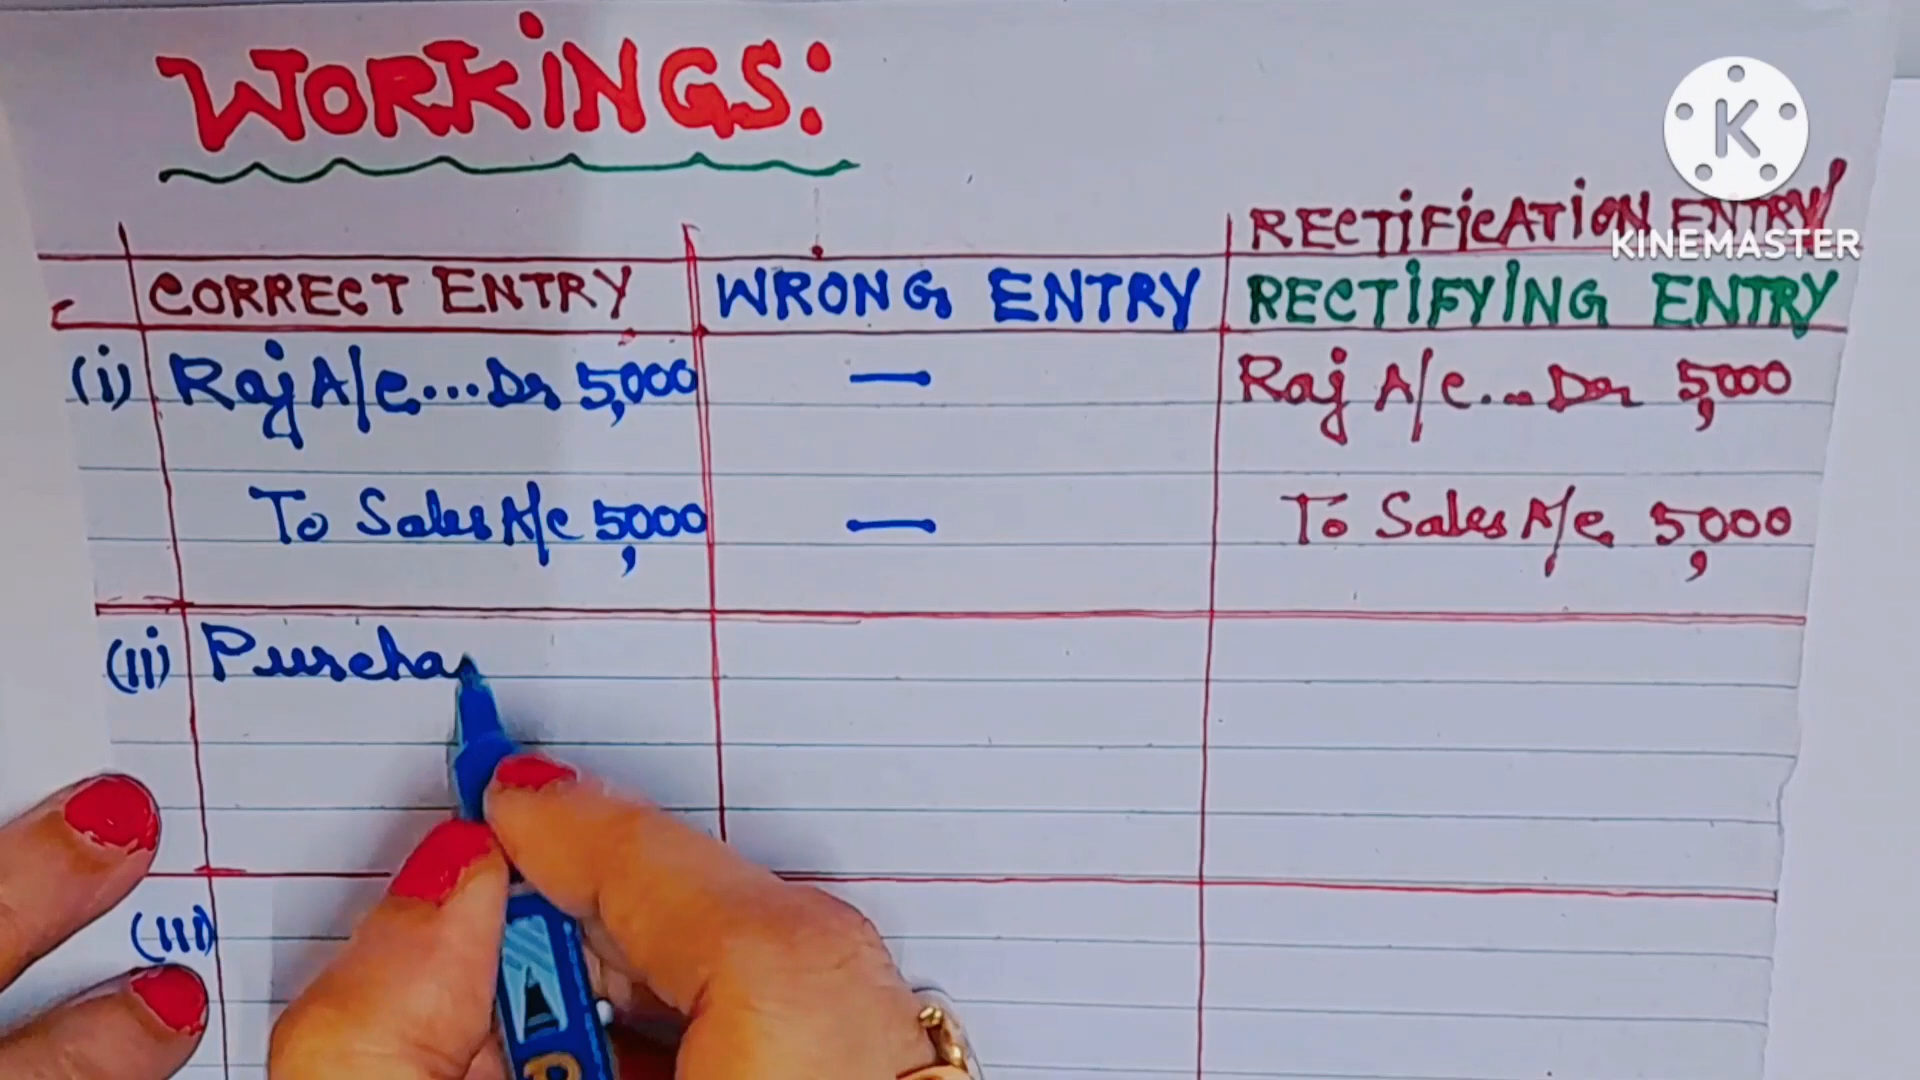 WORKINGS:
RECTIFICATION ENTRY
KINEMASTER
CORRECT ENTRY WRONG ENTRY RECTIFYING ENTRY
(i) Raj A/c...Dr 5,000 — Raj A/c...Dr 5,000
To Sales A/c 5,000 — To Sales A/c 5,000
(ii) Purcha
(iii)